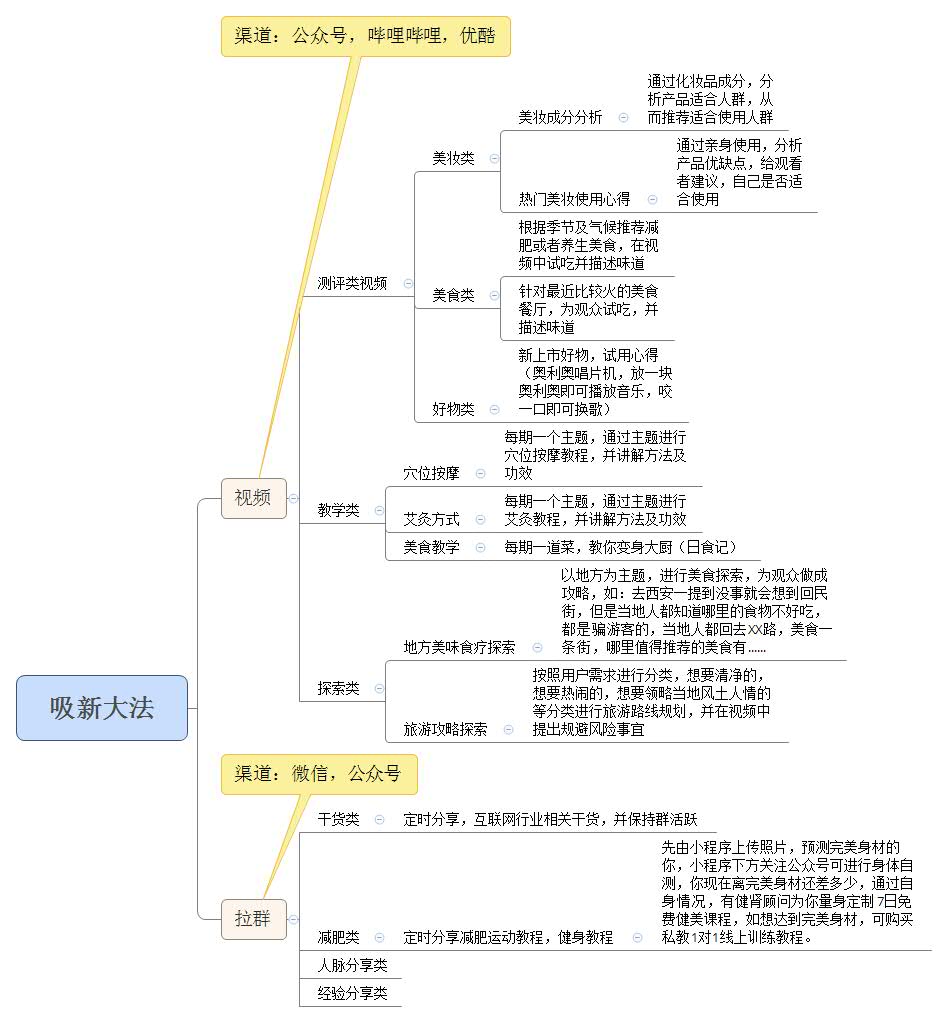 渠道：公众号，哔哩哔哩，优酷
通过化妆品成分，分
析产品适合人群，从
而推荐适合使用人群
美妆成分分析
美妆类
通过亲身使用，分析
产品优缺点，给观看
者建议，自己是否适
合使用
热门美妆使用心得
根据季节及气候推荐减
肥或者养生美食，在视
频中试吃并描述味道
测评类视频
美食类
针对最近比较火的美食
餐厅，为观众试吃，并
描述味道
新上市好物，试用心得
（奥利奥唱片机，放一块
奥利奥即可播放音乐，咬
一口即可换歌）
好物类
每期一个主题，通过主题进行
穴位按摩教程，并讲解方法及
功效
穴位按摩
视频
教学类
每期一个主题，通过主题进行
艾灸教程，并讲解方法及功效
艾灸方式
美食教学
每期一道菜，教你变身大厨（日食记）
以地方为主题，进行美食探索，为观众做成
攻略，如：去西安一提到没事就会想到回民
街，但是当地人都知道哪里的食物不好吃，
都是骗游客的，当地人都回去XX路，美食一
条街，哪里值得推荐的美食有......
地方美味食疗探索
探索类
按照用户需求进行分类，想要清净的，
想要热闹的，想要领略当地风土人情的
等分类进行旅游路线规划，并在视频中
提出规避风险事宜
旅游攻略探索
吸新大法
渠道：微信，公众号
干货类
定时分享，互联网行业相关干货，并保持群活跃
先由小程序上传照片，预测完美身材的
你，小程序下方关注公众号可进行身体自
测，你现在离完美身材还差多少，通过自
身情况，有健肾顾问为你量身定制7日免
费健美课程，如想达到完美身材，可购买
私教1对1线上训练教程。
拉群
减肥类
定时分享减肥运动教程，健身教程
人脉分享类
经验分享类